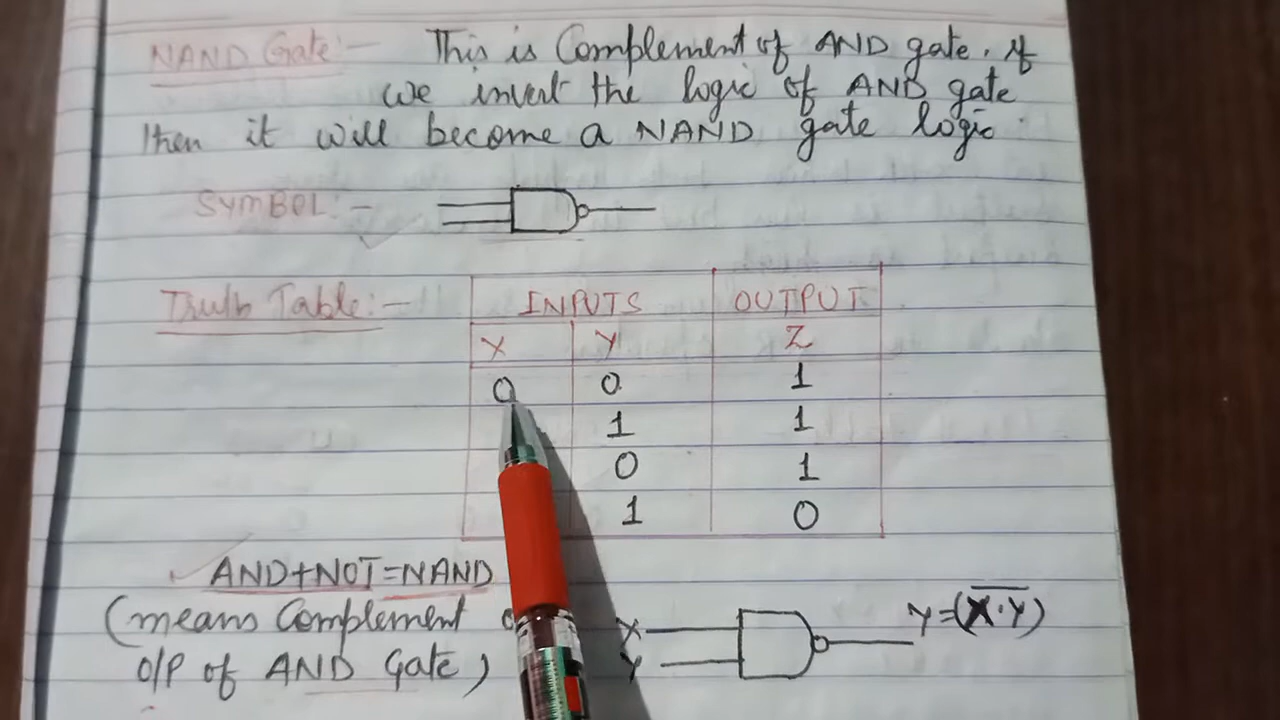 NAND Gate:- This is Complement of AND gate. if
we invert the logic of AND gate
then it will become a NAND gate logic.
SYMBOL:-
Truth Table:-
INPUTS OUTPUT
X Y Z
0 0 1
1 1
0 1
1 0
AND+NOT=NAND
(means Complement
O/P of AND Gate)
X
Y
Y=(X̅·̅Y̅)